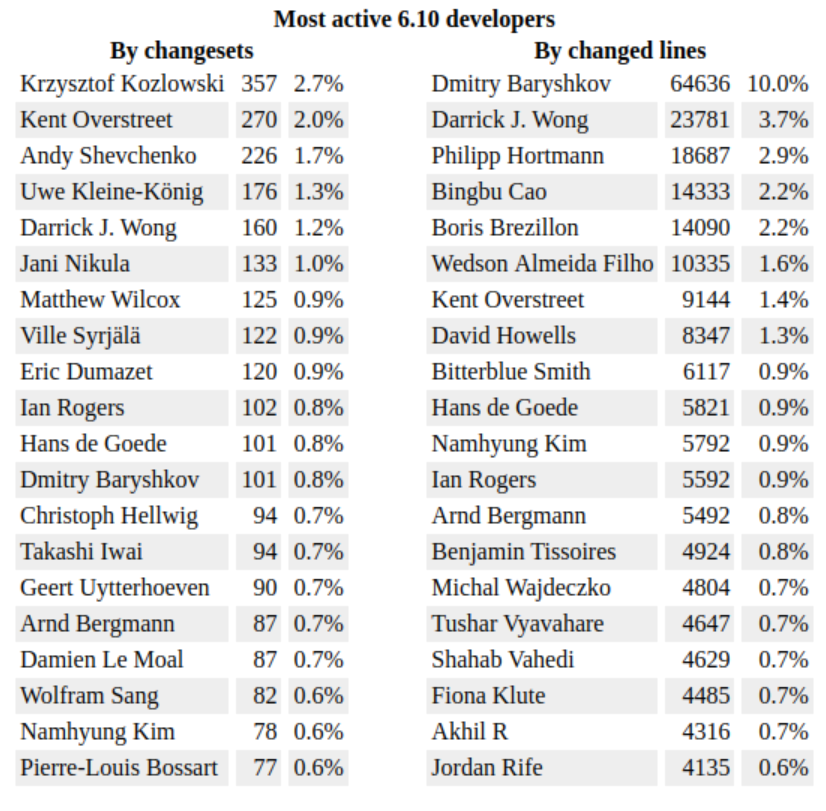 Most active 6.10 developers
By changesets
Krzysztof Kozlowski 357 2.7%
Kent Overstreet 270 2.0%
Andy Shevchenko 226 1.7%
Uwe Kleine-König 176 1.3%
Darrick J. Wong 160 1.2%
Jani Nikula 133 1.0%
Matthew Wilcox 125 0.9%
Ville Syrjälä 122 0.9%
Eric Dumazet 120 0.9%
Ian Rogers 102 0.8%
Hans de Goede 101 0.8%
Dmitry Baryshkov 101 0.8%
Christoph Hellwig 94 0.7%
Takashi Iwai 94 0.7%
Geert Uytterhoeven 90 0.7%
Arnd Bergmann 87 0.7%
Damien Le Moal 87 0.7%
Wolfram Sang 82 0.6%
Namhyung Kim 78 0.6%
Pierre-Louis Bossart 77 0.6%
By changed lines
Dmitry Baryshkov 64636 10.0%
Darrick J. Wong 23781 3.7%
Philipp Hortmann 18687 2.9%
Bingbu Cao 14333 2.2%
Boris Brezillon 14090 2.2%
Wedson Almeida Filho 10335 1.6%
Kent Overstreet 9144 1.4%
David Howells 8347 1.3%
Bitterblue Smith 6117 0.9%
Hans de Goede 5821 0.9%
Namhyung Kim 5792 0.9%
Ian Rogers 5592 0.9%
Arnd Bergmann 5492 0.8%
Benjamin Tissoires 4924 0.8%
Michal Wajdeczko 4804 0.7%
Tushar Vyavahare 4647 0.7%
Shahab Vahedi 4629 0.7%
Fiona Klute 4485 0.7%
Akhil R 4316 0.7%
Jordan Rife 4135 0.6%